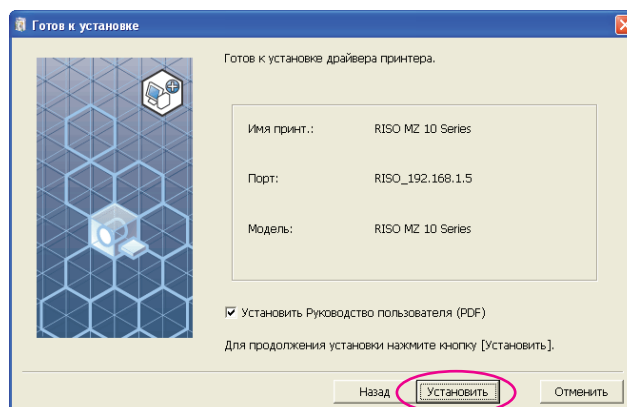 Готов к установке
Готов к установке драйвера принтера.
Имя принт.: RISO MZ 10 Series
Порт: RISO_192.168.1.5
Модель: RISO MZ 10 Series
Установить Руководство пользователя (PDF)
Для продолжения установки нажмите кнопку [Установить].
Назад Установить Отменить